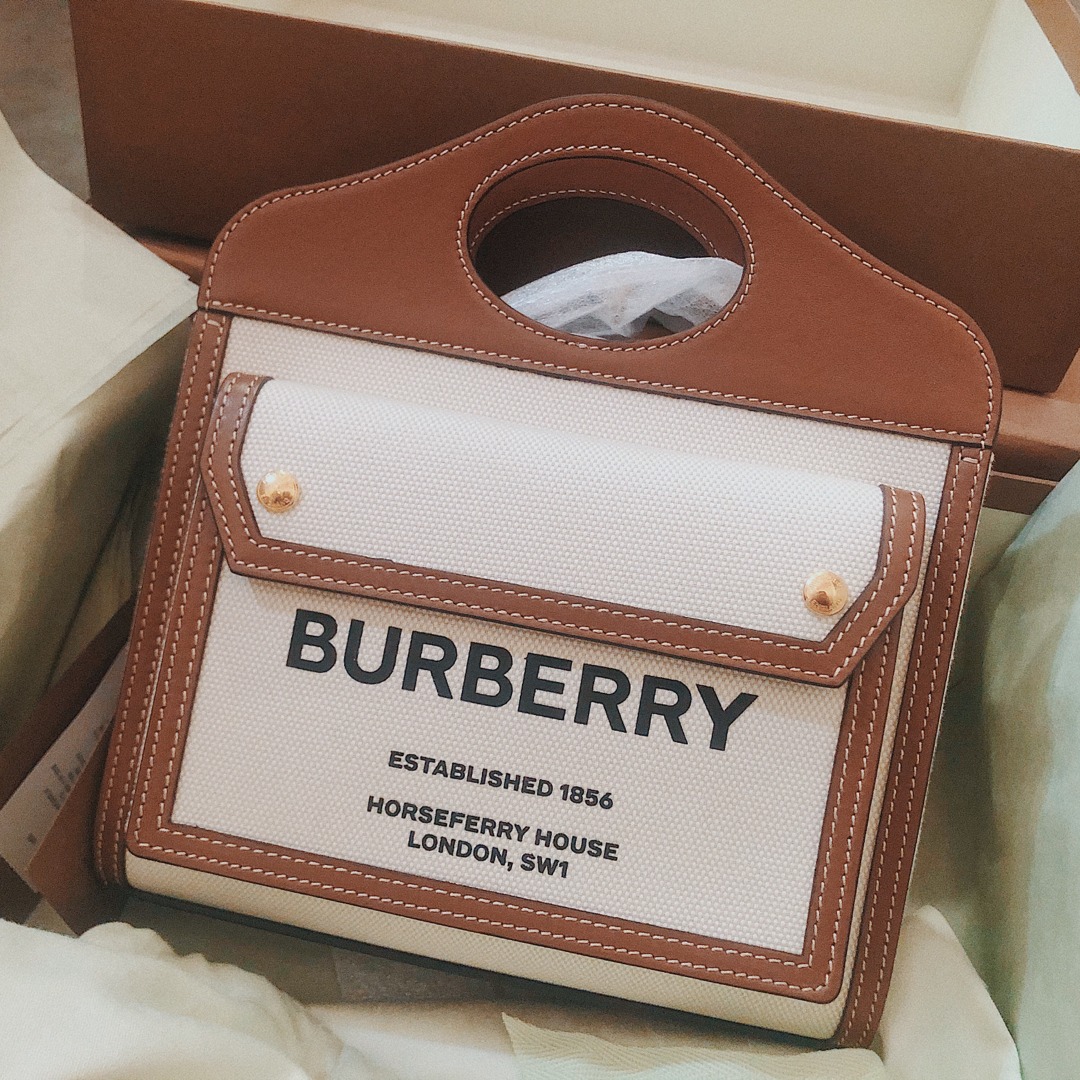 BURBERRY
ESTABLISHED 1856
HORSEFERRY HOUSE
LONDON, SW1